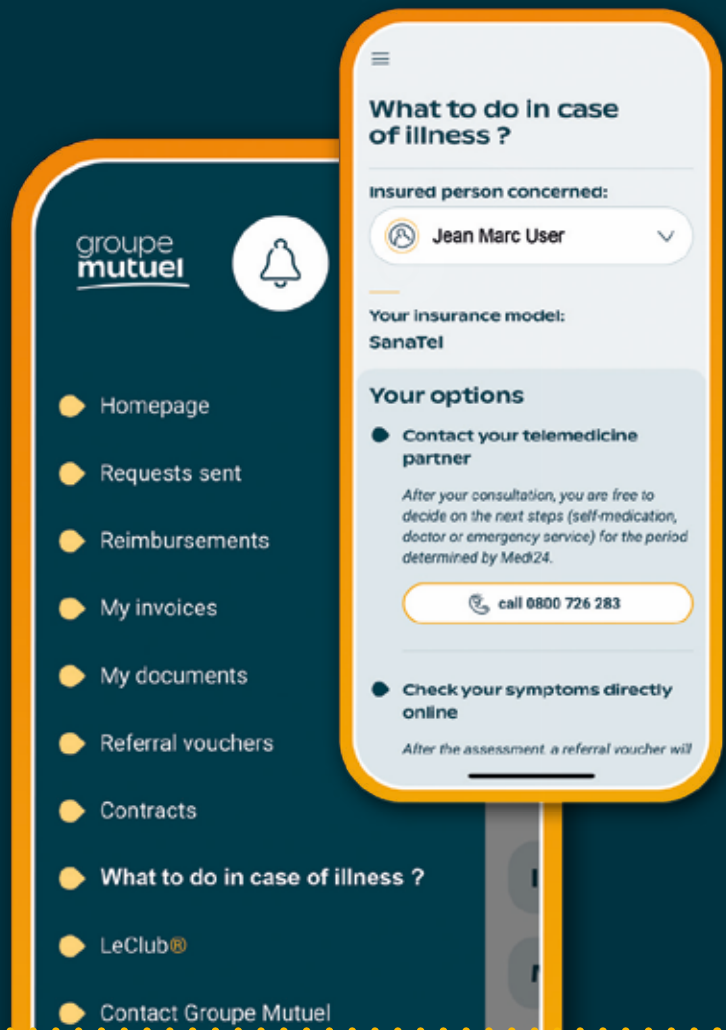 What to do in case
of illness ?
Insured person concerned:
Jean Marc User
Your insurance model:
SanaTel
Your options
Contact your telemedicine
partner
After your consultation, you are free to
decide on the next steps (self-medication,
doctor or emergency service) for the period
determined by Medi24.
call 0800 726 283
Check your symptoms directly
online
After the assessment, a referral voucher will
groupe
mutuel
Homepage
Requests sent
Reimbursements
My invoices
My documents
Referral vouchers
Contracts
What to do in case of illness ?
LeClub®
Contact Groupe Mutuel